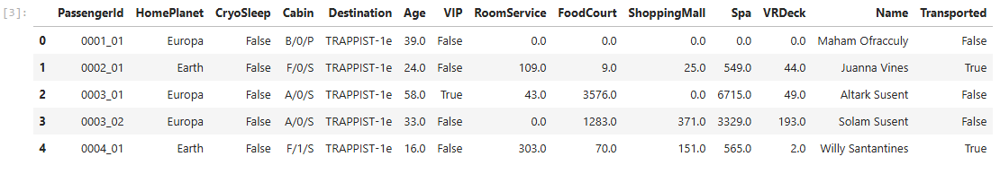 [3]: PassengerId HomePlanet CryoSleep Cabin Destination Age VIP RoomService FoodCourt ShoppingMall Spa VRDeck Name Transported
0 0001_01 Europa False B/0/P TRAPPIST-1e 39.0 False 0.0 0.0 0.0 0.0 0.0 Maham Ofracculy False
1 0002_01 Earth False F/0/S TRAPPIST-1e 24.0 False 109.0 9.0 25.0 549.0 44.0 Juanna Vines True
2 0003_01 Europa False A/0/S TRAPPIST-1e 58.0 True 43.0 3576.0 0.0 6715.0 49.0 Altark Susent False
3 0003_02 Europa False A/0/S TRAPPIST-1e 33.0 False 0.0 1283.0 371.0 3329.0 193.0 Solam Susent False
4 0004_01 Earth False F/1/S TRAPPIST-1e 16.0 False 303.0 70.0 151.0 565.0 2.0 Willy Santantines True